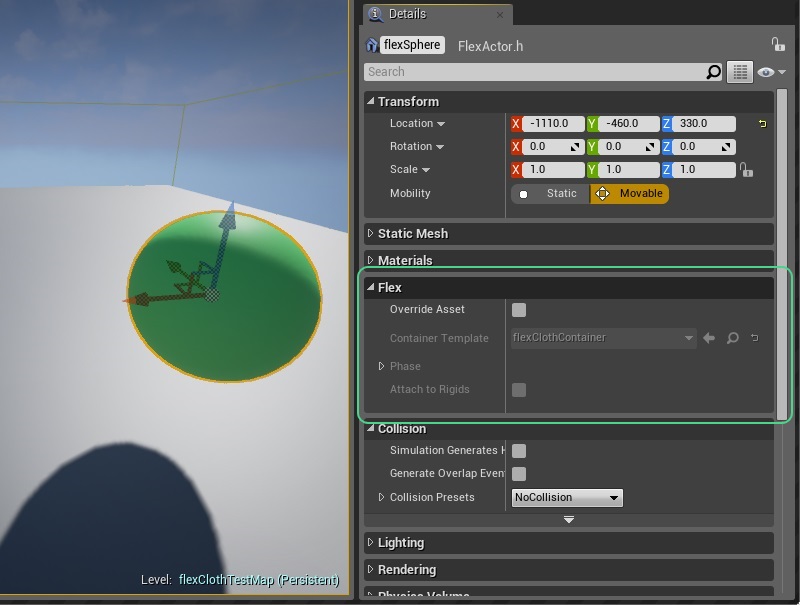 Details
flexSphere FlexActor.h
Search
Transform
Location X -1110.0 Y -460.0 Z 330.0
Rotation X 0.0 Y 0.0 Z 0.0
Scale X 1.0 Y 1.0 Z 1.0
Mobility Static Movable
Static Mesh
Materials
Flex
Override Asset
Container Template flexClothContainer
Phase
Attach to Rigids
Collision
Simulation Generates H
Generate Overlap Even
Collision Presets NoCollision
Lighting
Rendering
Physics Volume
Level: flexClothTestMap (Persistent)